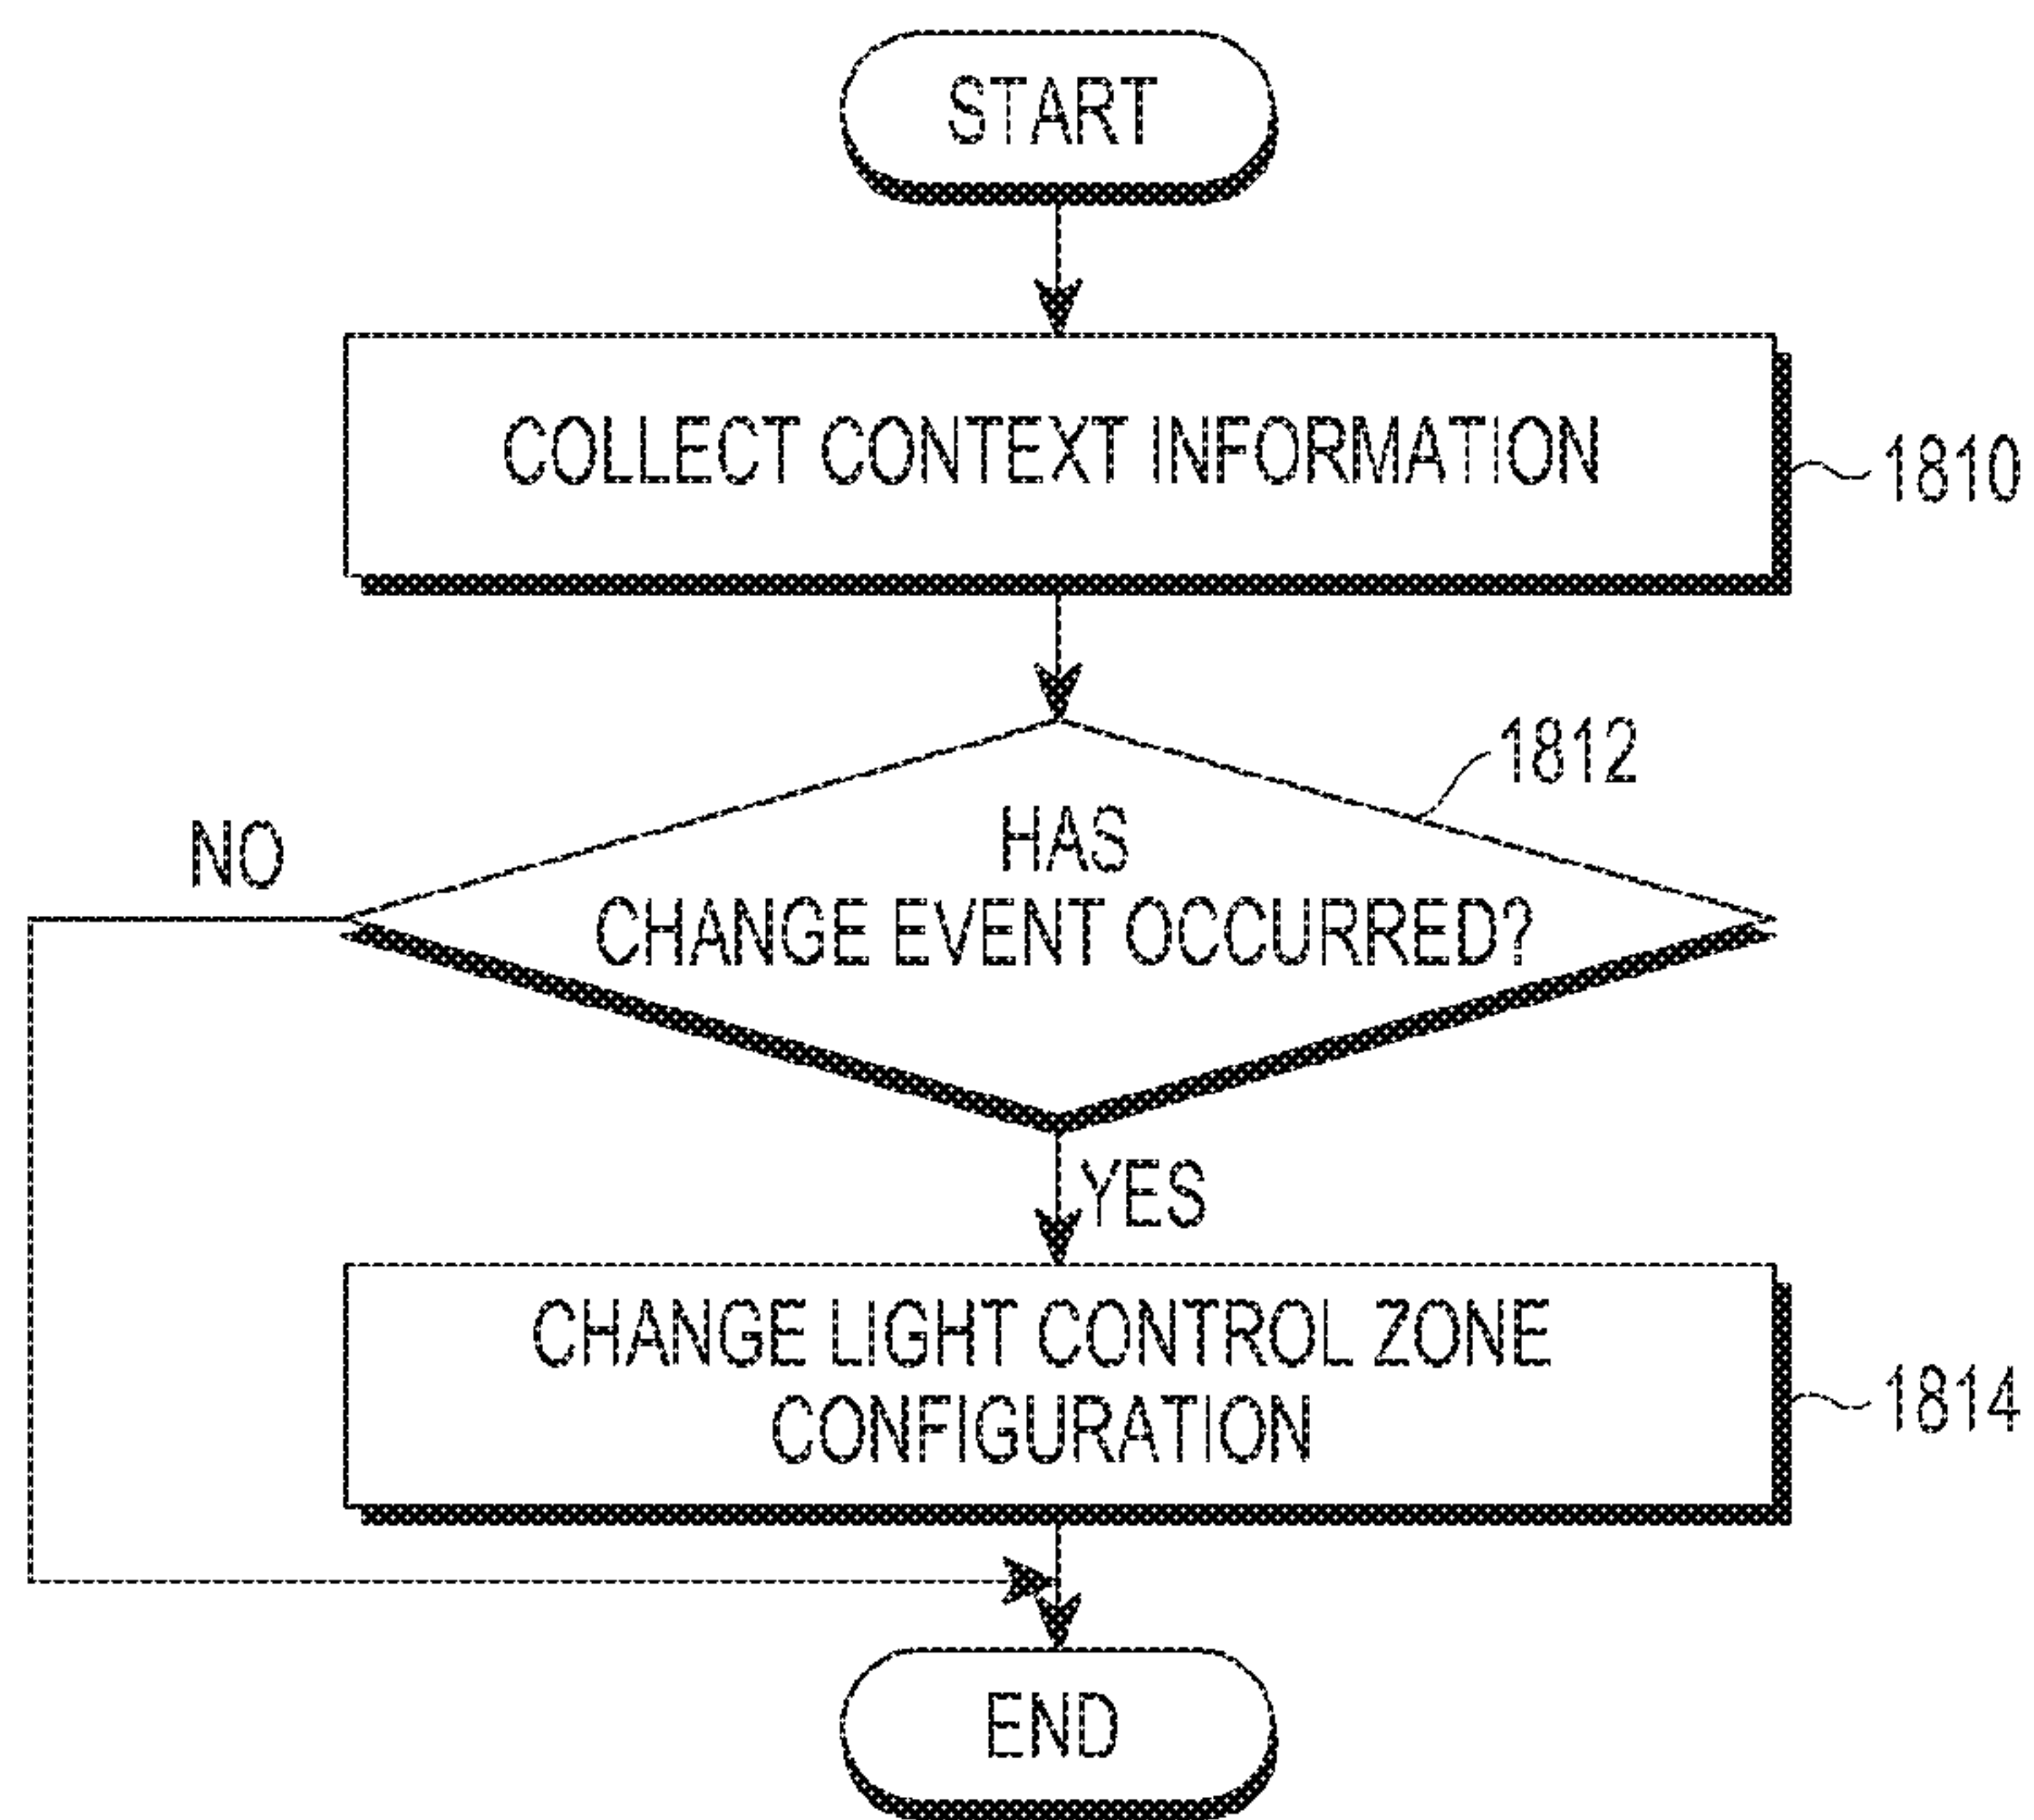 START
COLLECT CONTEXT INFORMATION
1810
1812
HAS
NO
CHANGE EVENT OCCURRED?
YES
CHANGE LIGHT CONTROL ZONE
CONFIGURATION
1814
END